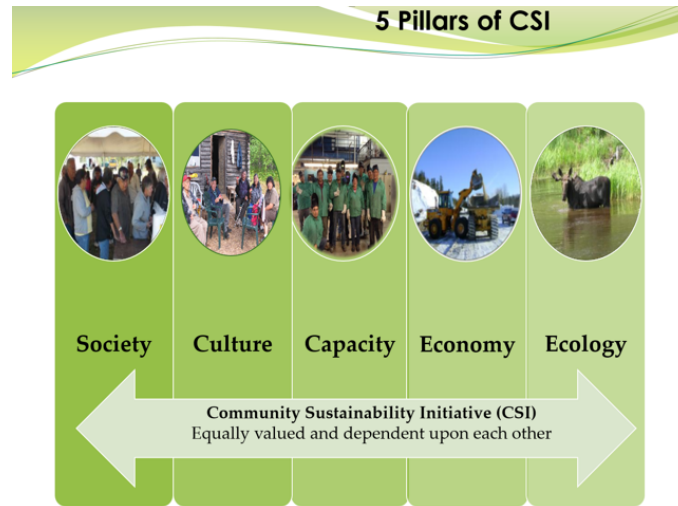 5 Pillars of CSI
Society
Culture
Capacity
Economy
Ecology
Community Sustainability Initiative (CSI)
Equally valued and dependent upon each other